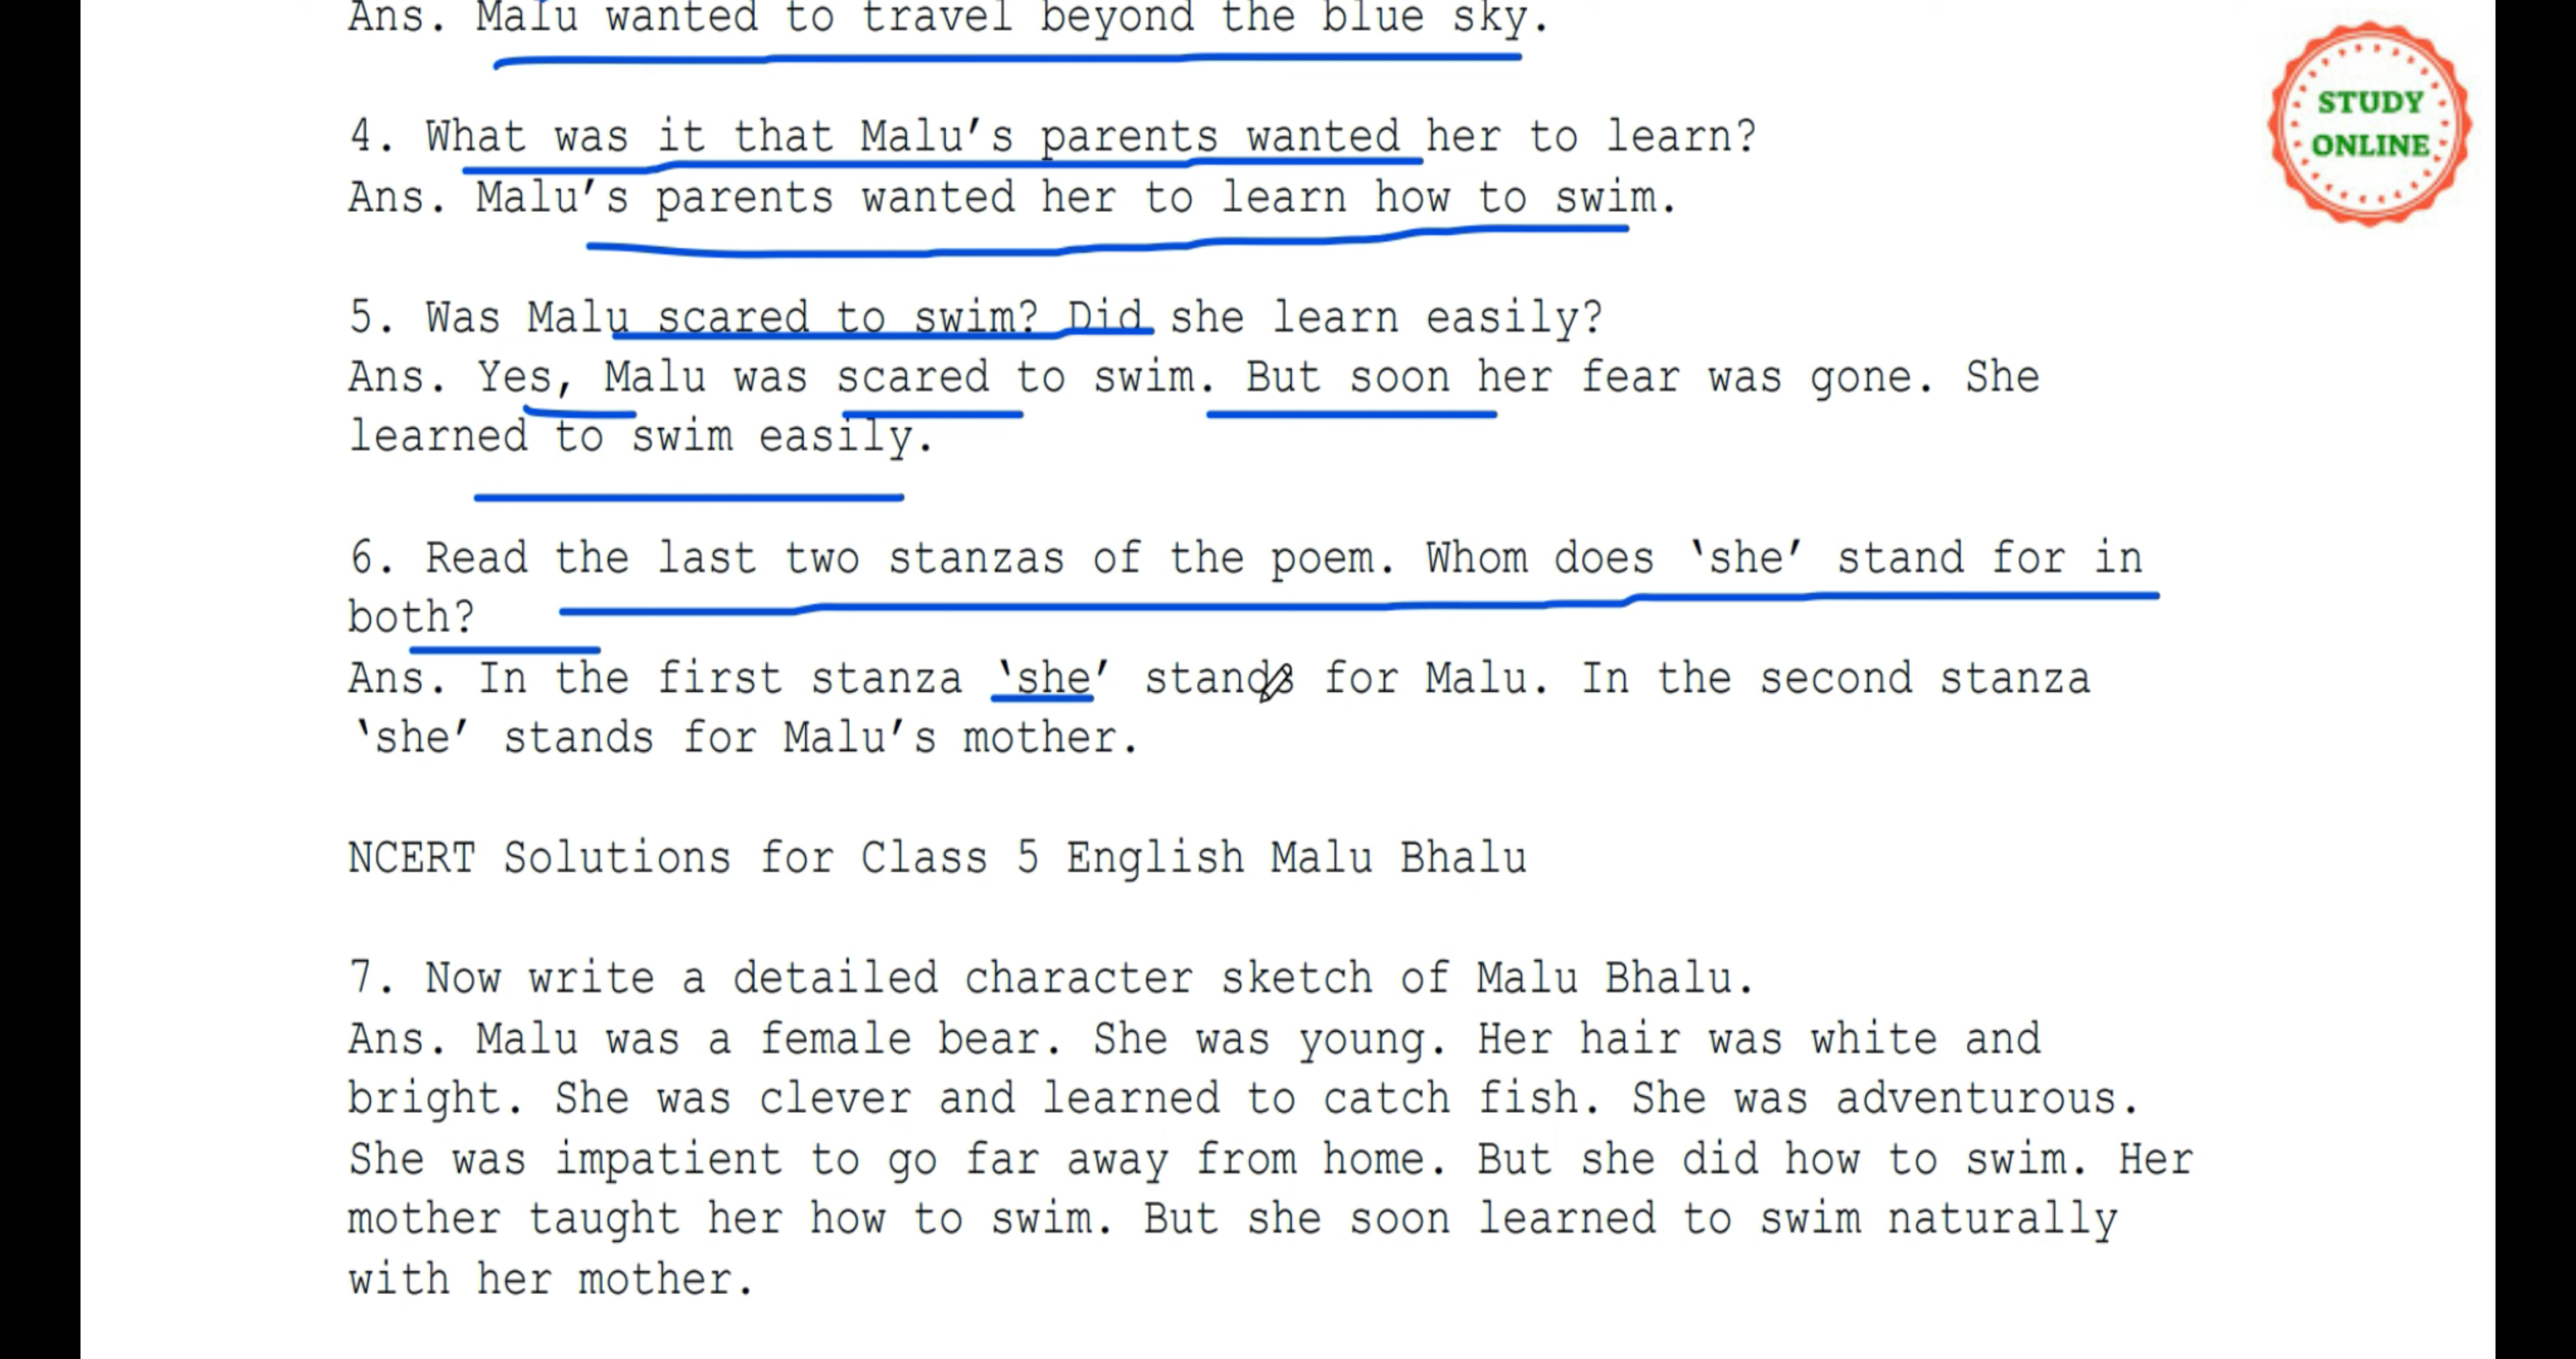 Ans. Malu wanted to travel beyond the blue sky.
STUDY
ONLINE
4. What was it that Malu’s parents wanted her to learn?
Ans. Malu’s parents wanted her to learn how to swim.
5. Was Malu scared to swim? Did she learn easily?
Ans. Yes, Malu was scared to swim. But soon her fear was gone. She
learned to swim easily.
6. Read the last two stanzas of the poem. Whom does ‘she’ stand for in
both?
Ans. In the first stanza ‘she’ stands for Malu. In the second stanza
‘she’ stands for Malu’s mother.
NCERT Solutions for Class 5 English Malu Bhalu
7. Now write a detailed character sketch of Malu Bhalu.
Ans. Malu was a female bear. She was young. Her hair was white and
bright. She was clever and learned to catch fish. She was adventurous.
She was impatient to go far away from home. But she did how to swim. Her
mother taught her how to swim. But she soon learned to swim naturally
with her mother.